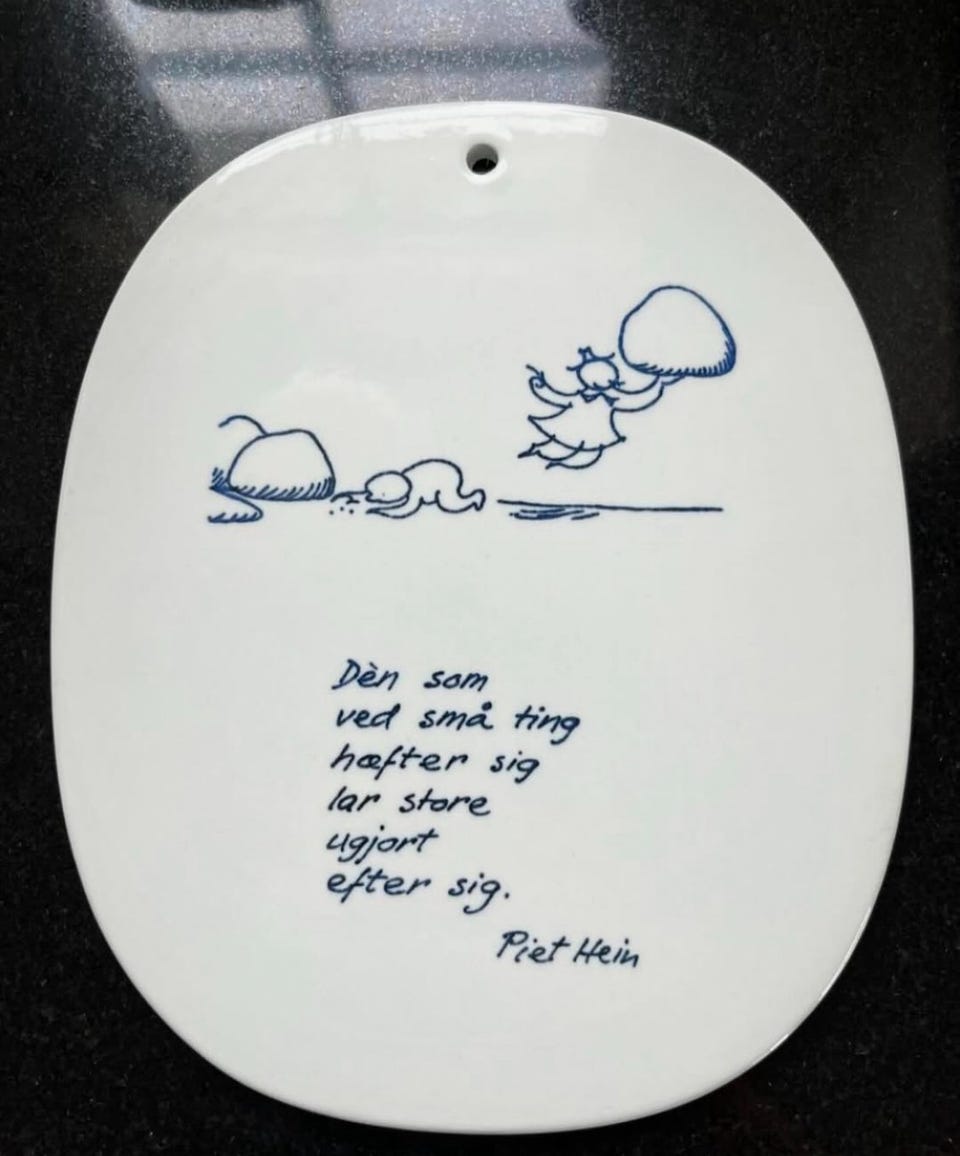 Dèn som
ved små ting
hæfter sig
lar store
ugjort
efter sig.
Piet Hein